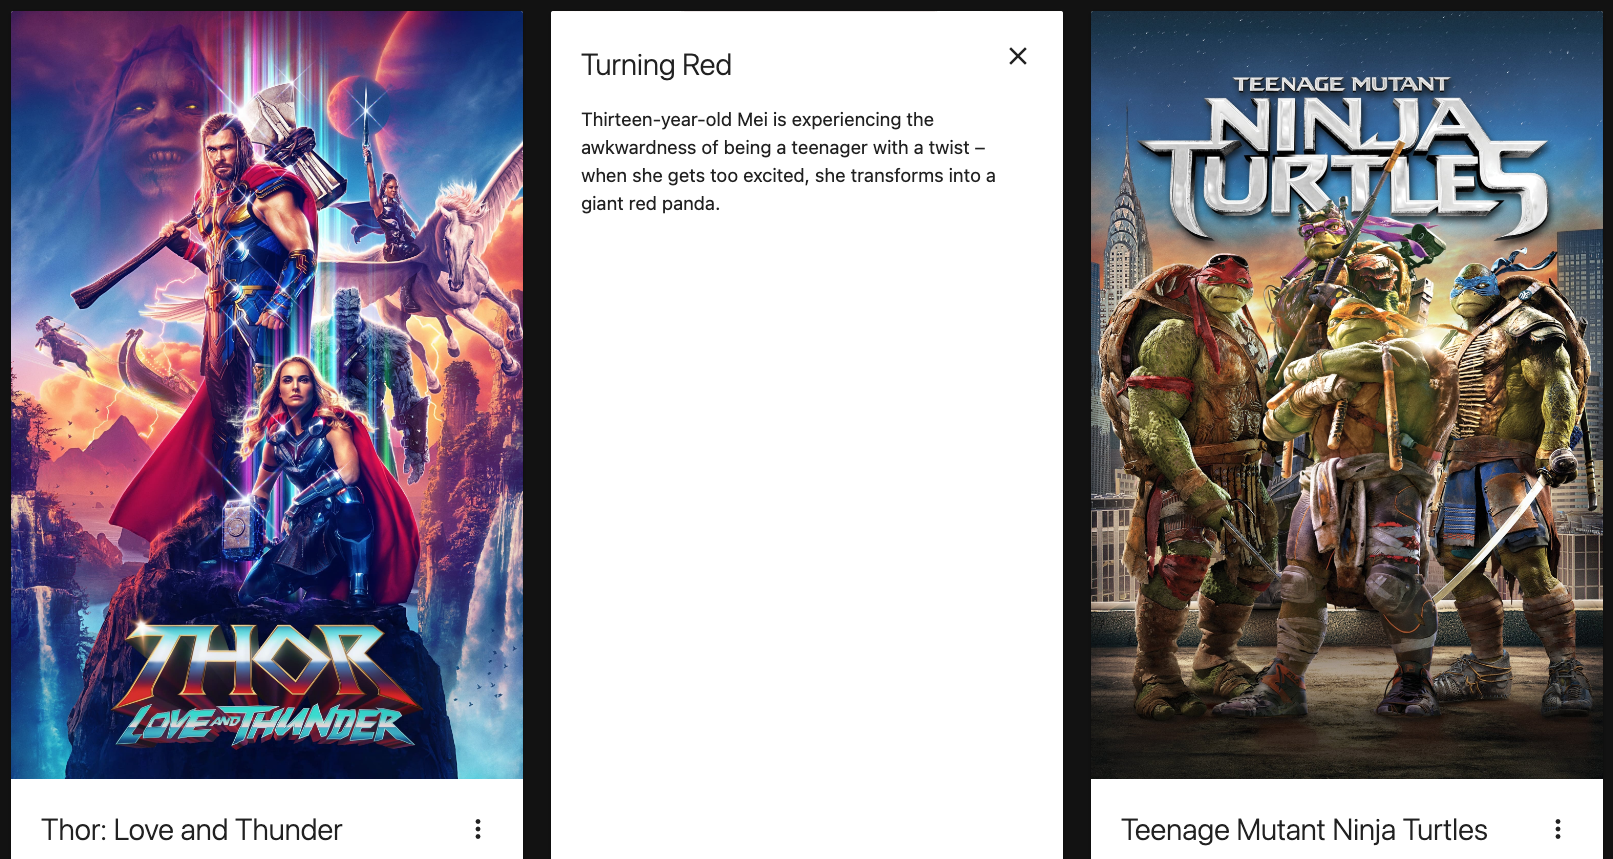 THOR
LOVE AND THUNDER
Thor: Love and Thunder
Turning Red
Thirteen-year-old Mei is experiencing the
awkwardness of being a teenager with a twist –
when she gets too excited, she transforms into a
giant red panda.
TEENAGE MUTANT
NINJA
TURTLES
Teenage Mutant Ninja Turtles